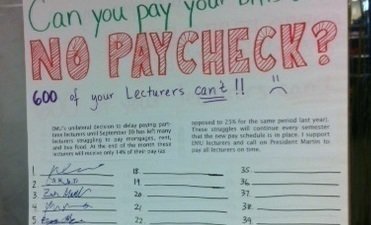 Can you pay your
NO PAYCHECK?
600 of your Lecturers can't!!
EMU's unilateral decision to delay paying part-
time lecturers until September 30 has left many
lecturers struggling to pay mortgages, rent,
and buy food. At the end of the month these
lecturers will receive only 14% of their pay (as
opposed to 25% for the same period last year).
These struggles will continue every semester
that the new pay schedule is in place. I support
EMU lecturers and call on President Martin to
pay all lecturers on time.
1.
2.
3.
4.
5.
18
19
20
21
22
35.
36.
37.
38.
39.